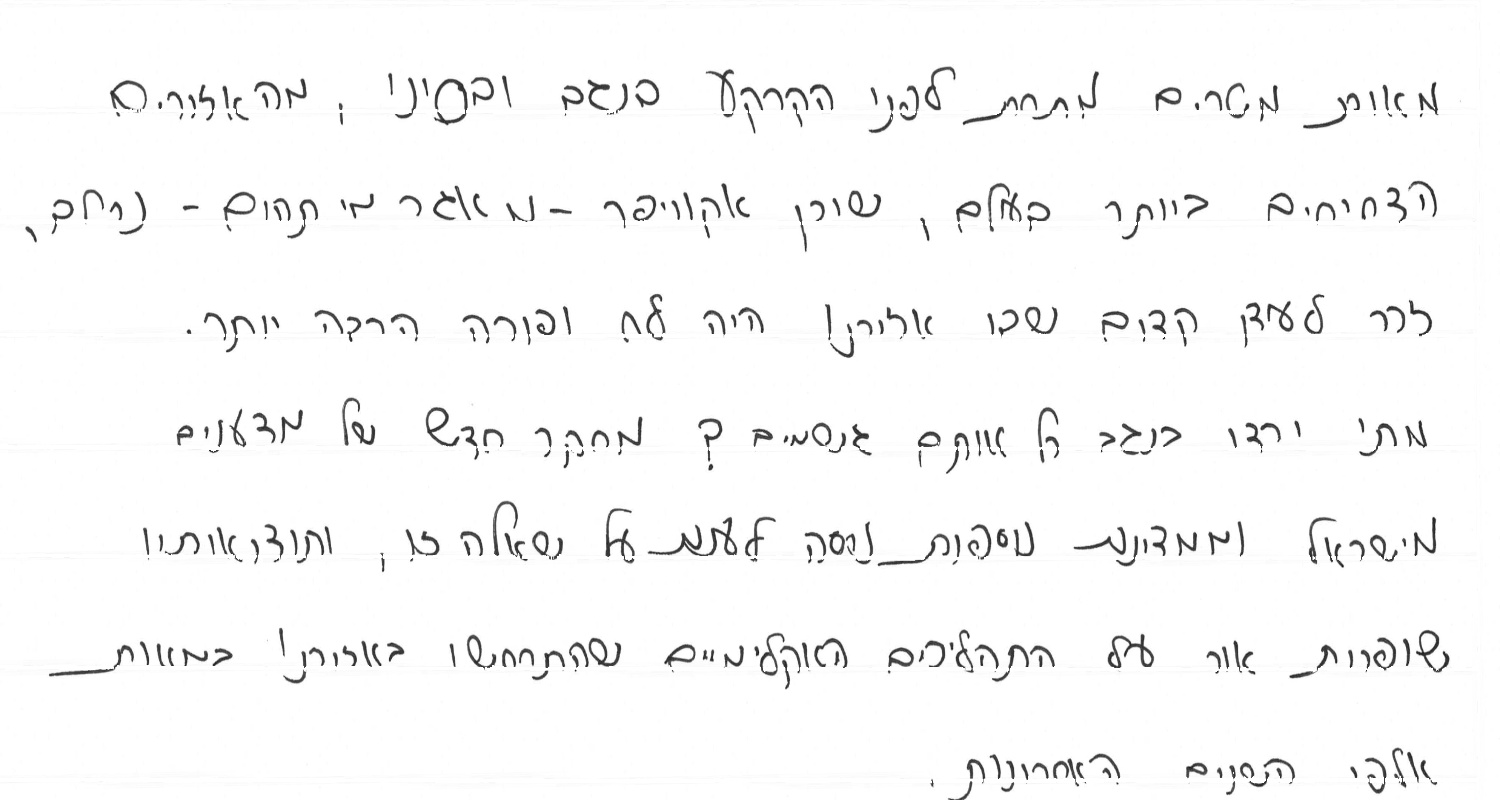 מאות מטרים מתחת לפני הקרקע בנגב ובסיני, מהאזורים
הצחיחים ביותר בעולם, שוכן אקוויפר - מאגר מי תהום - נרחב,
זכר לעידן קדום שבו אזורנו היה לח ופורה הרבה יותר.
מתי ירדו בנגב כל אותם גשמים? מחקר חדש של מדענים
מישראל וממדינות נוספות ניסה לענות על שאלה זו, ותוצאותיו
שופכות אור על התהליכים האקלימיים שהתרחשו באזורנו במאות
אלפי השנים האחרונות.